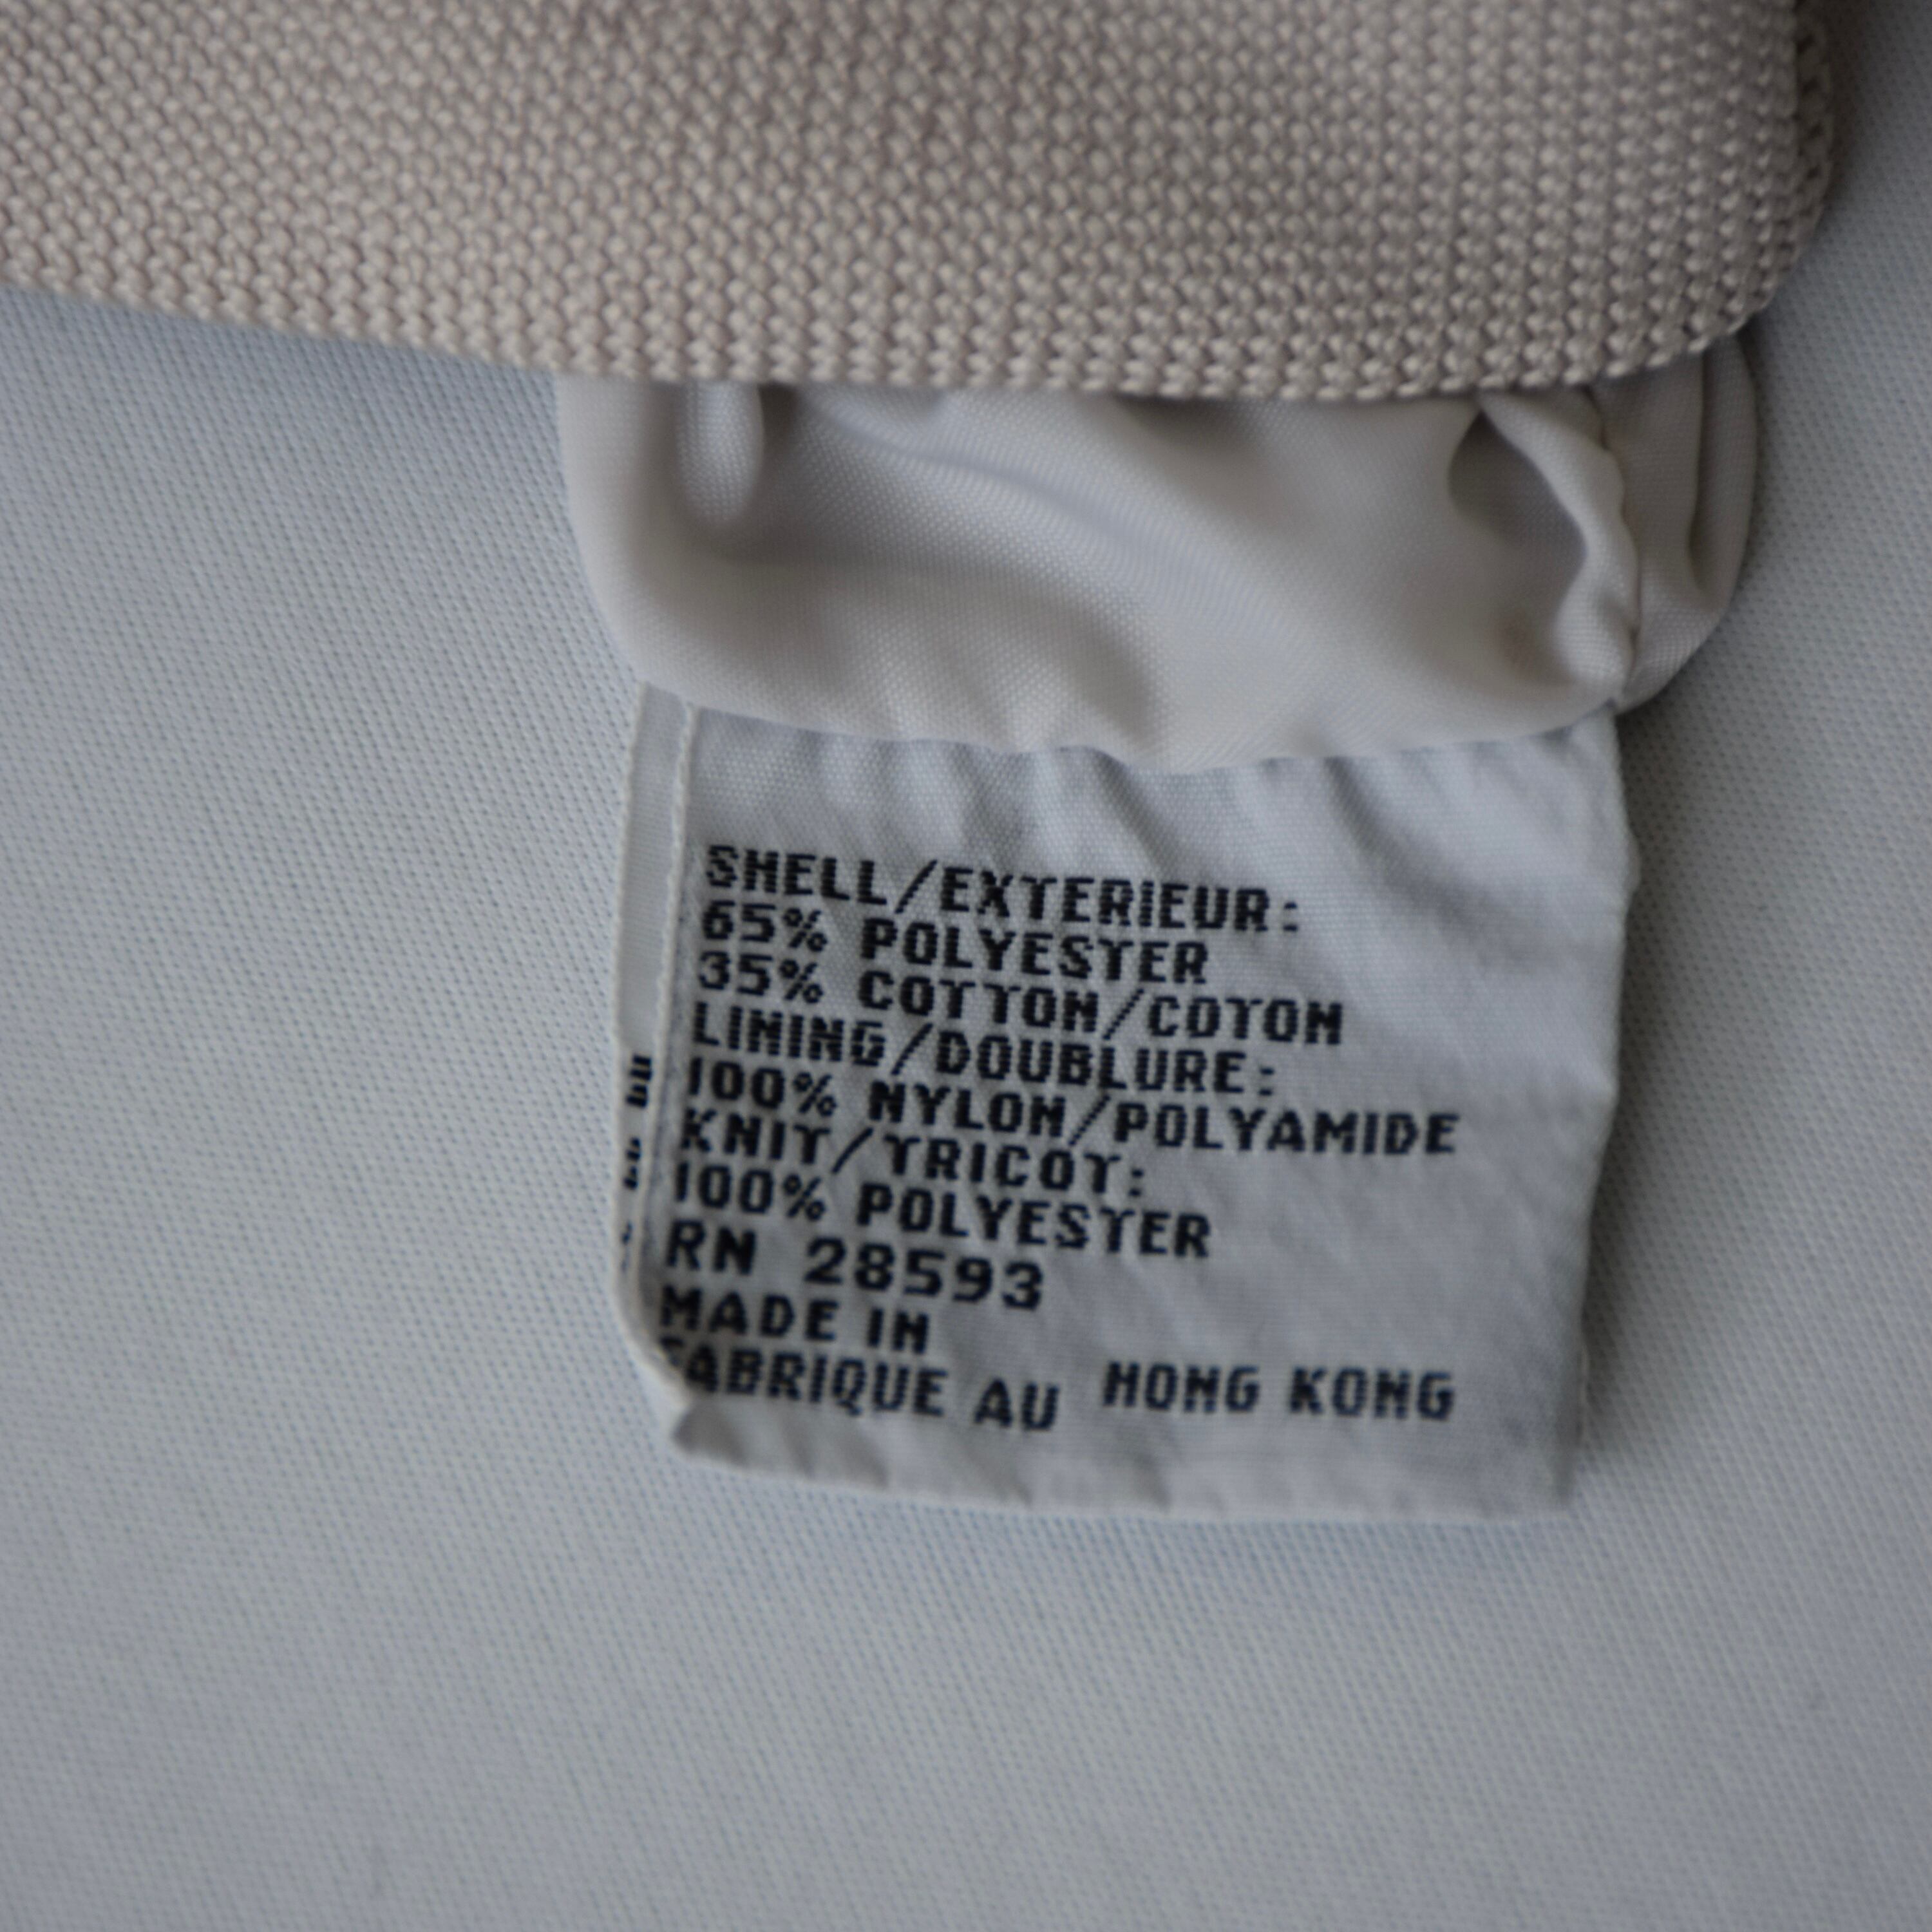 SHELL/EXTERIEUR:
65% POLYESTER
35% COTTON/COTON
LINING/DOUBLURE:
100% NYLON/POLYAMIDE
KNIT/TRICOT:
100% POLYESTER
RN 28593
MADE IN
FABRIQUE AU HONG KONG